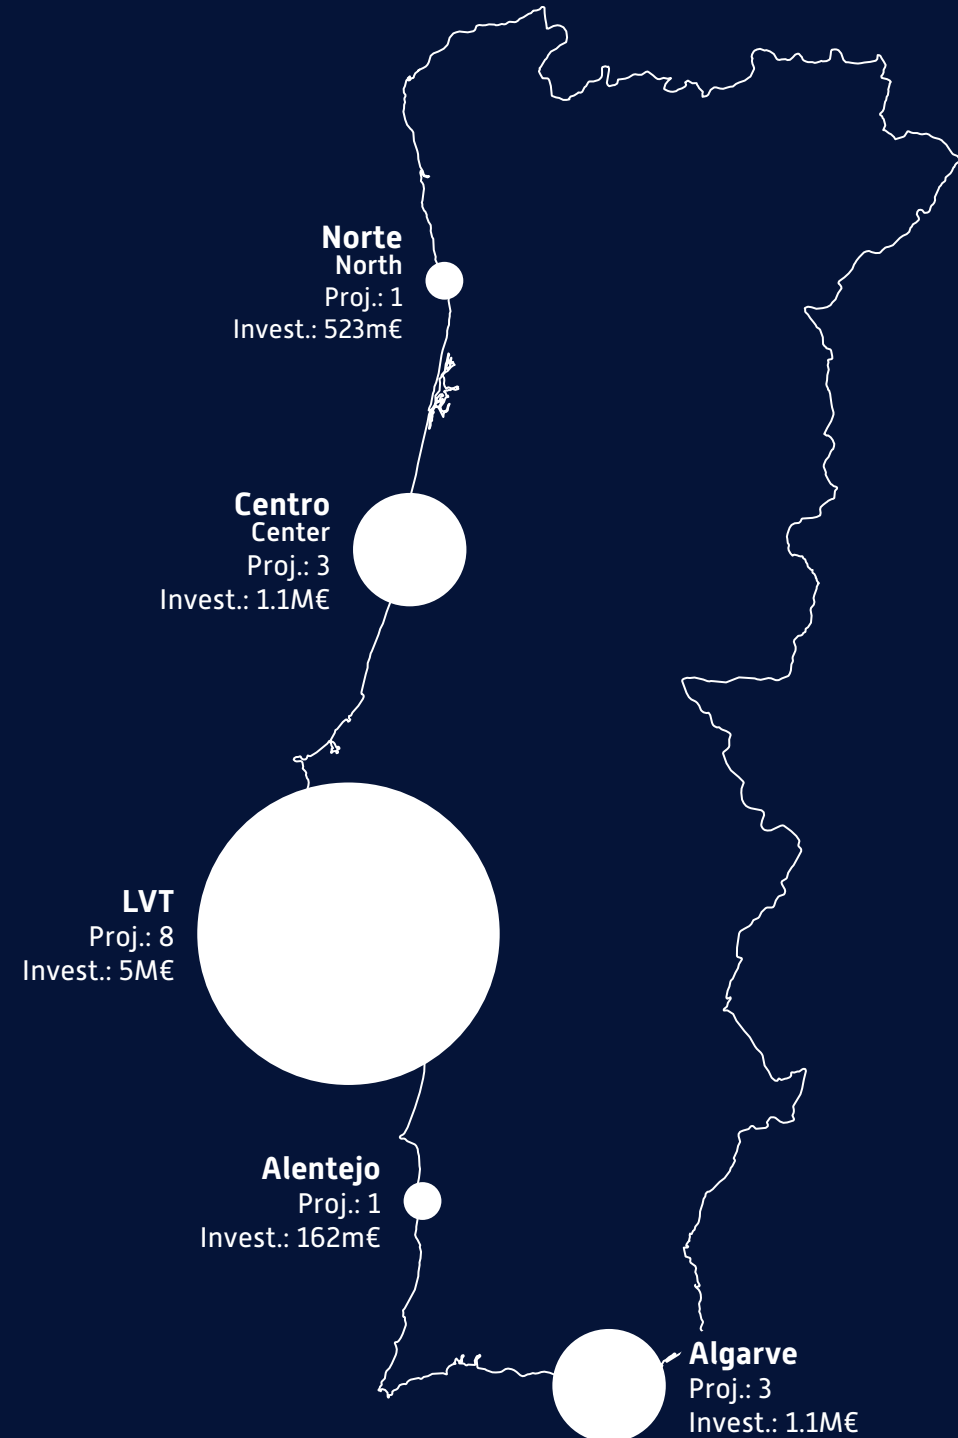 Norte
North
Proj.: 1
Invest.: 523m€
Centro
Center
Proj.: 3
Invest.: 1.1M€
LVT
Proj.: 8
Invest.: 5M€
Alentejo
Proj.: 1
Invest.: 162m€
Algarve
Proj.: 3
Invest.: 1.1M€